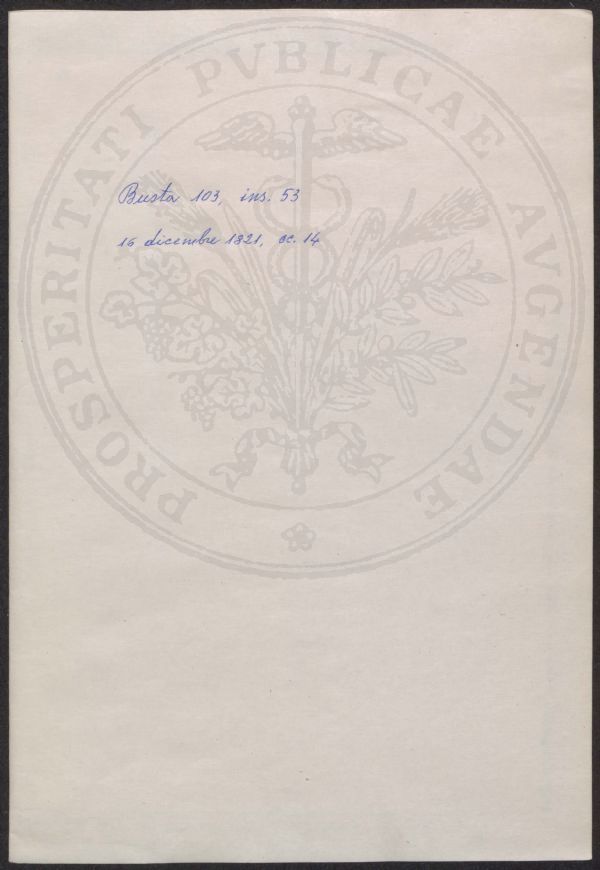 PROSPERITATI PVBLICAE AVGENDAE
Busta 103, ins. 53
16 dicembre 1821, cc. 14